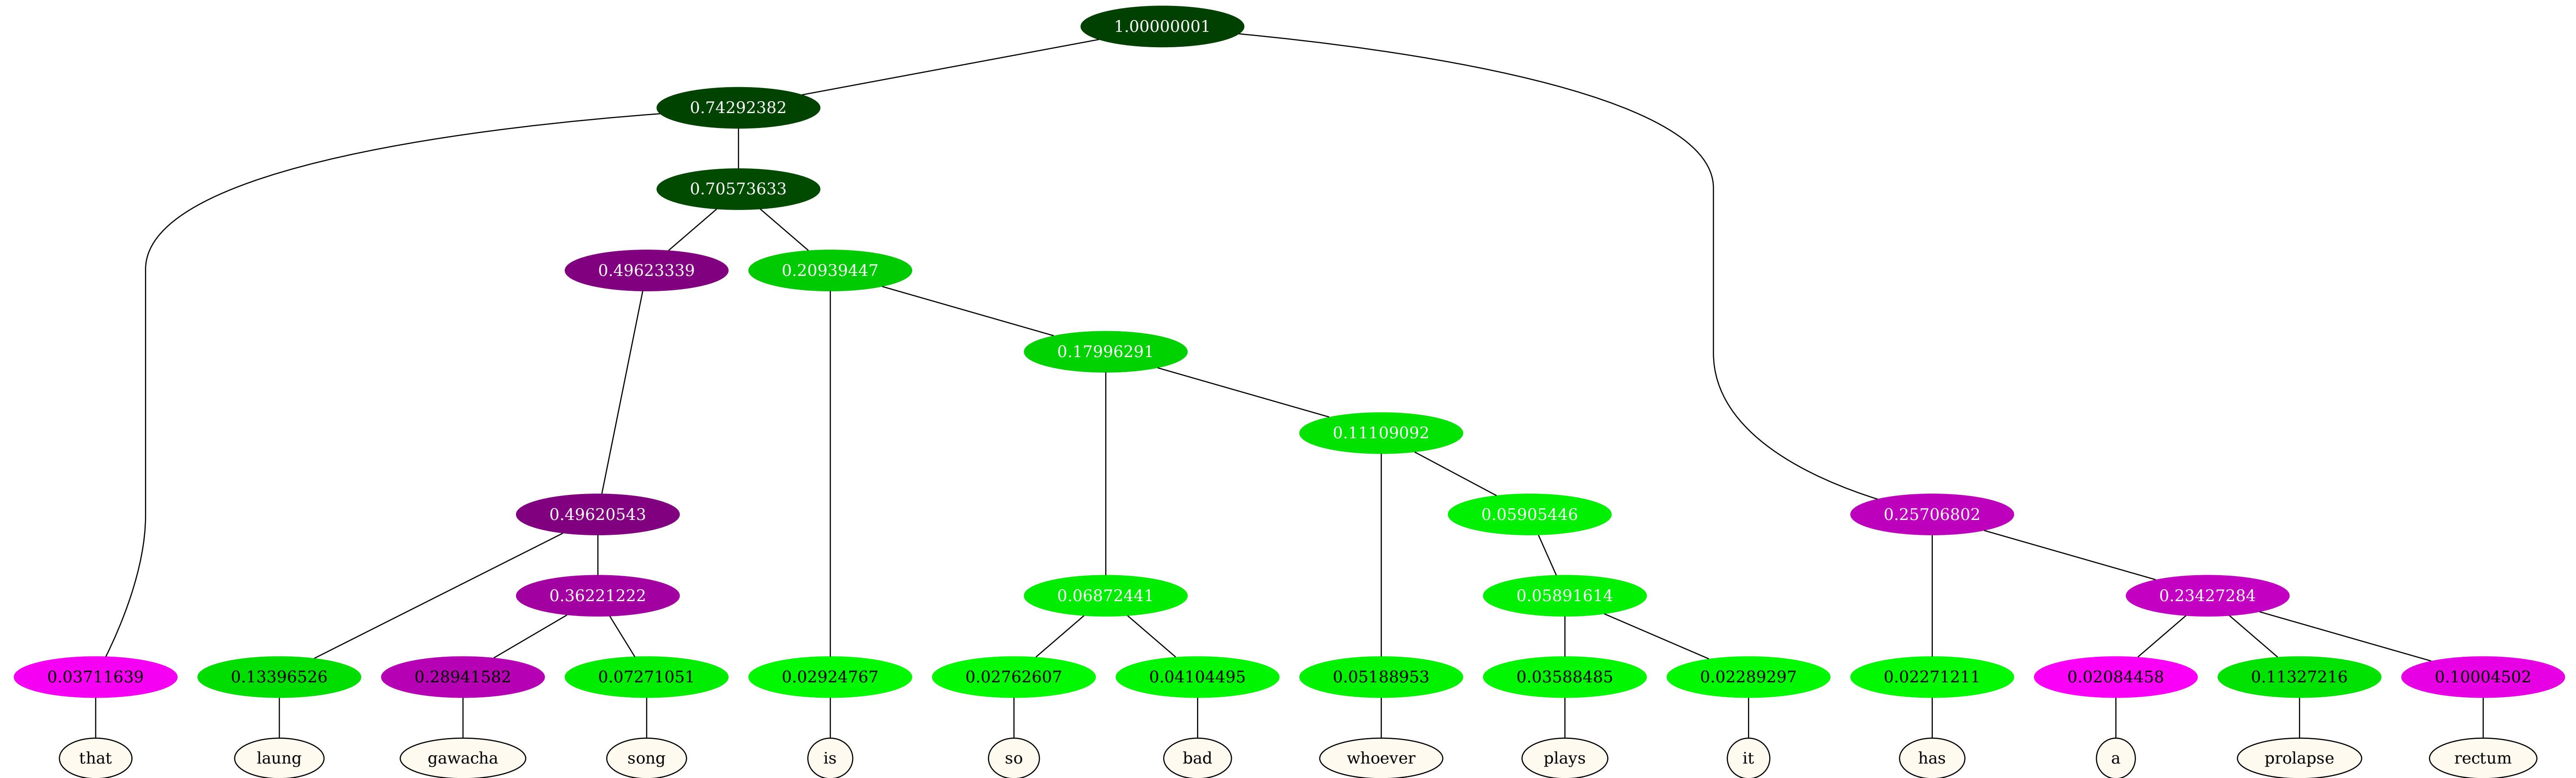 1.00000001
0.74292382
0.70573633
0.49623339 0.20939447
0.17996291
0.11109092
0.49620543 0.05905446 0.25706802
0.36221222 0.06872441 0.05891614 0.23427284
0.03711639 0.13396526 0.28941582 0.07271051 0.02924767 0.02762607 0.04104495 0.05188953 0.03588485 0.02289297 0.02271211 0.02084458 0.11327216 0.10004502
that laung gawacha song is so bad whoever plays it has a prolapse rectum